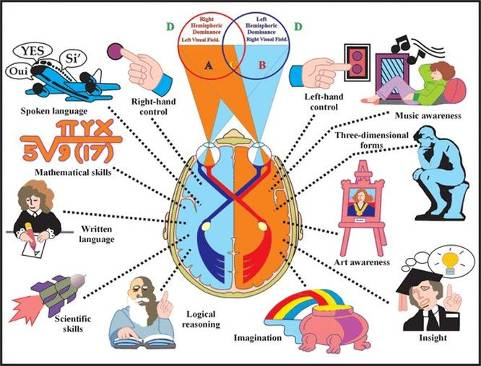 D
Right
Hemispheric
Dominance
Left Visual Field.
Left
Hemispheric
Dominance
Right Visual Field.
D
A
C
B
YES
Oui
Si'
Spoken language
Right-hand
control
Left-hand
control
Music awareness
Three-dimensional
forms
Mathematical skills
Written
language
Art awareness
Scientific
skills
Logical
reasoning
Imagination
Insight